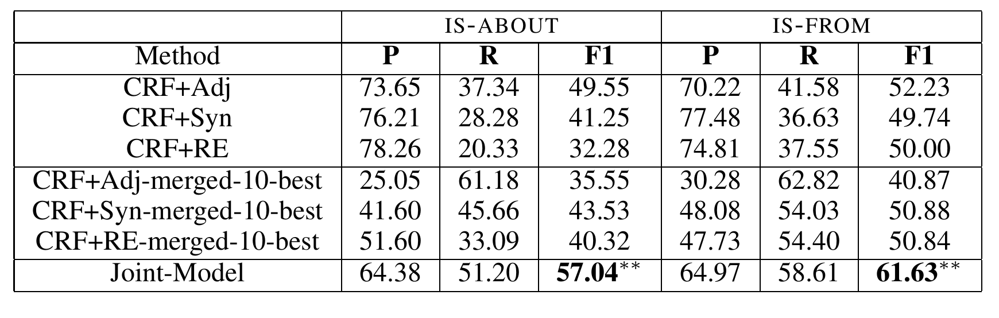 IS-ABOUT IS-FROM
Method P R F1 P R F1
CRF+Adj 73.65 37.34 49.55 70.22 41.58 52.23
CRF+Syn 76.21 28.28 41.25 77.48 36.63 49.74
CRF+RE 78.26 20.33 32.28 74.81 37.55 50.00
CRF+Adj-merged-10-best 25.05 61.18 35.55 30.28 62.82 40.87
CRF+Syn-merged-10-best 41.60 45.66 43.53 48.08 54.03 50.88
CRF+RE-merged-10-best 51.60 33.09 40.32 47.73 54.40 50.84
Joint-Model 64.38 51.20 57.04** 64.97 58.61 61.63**